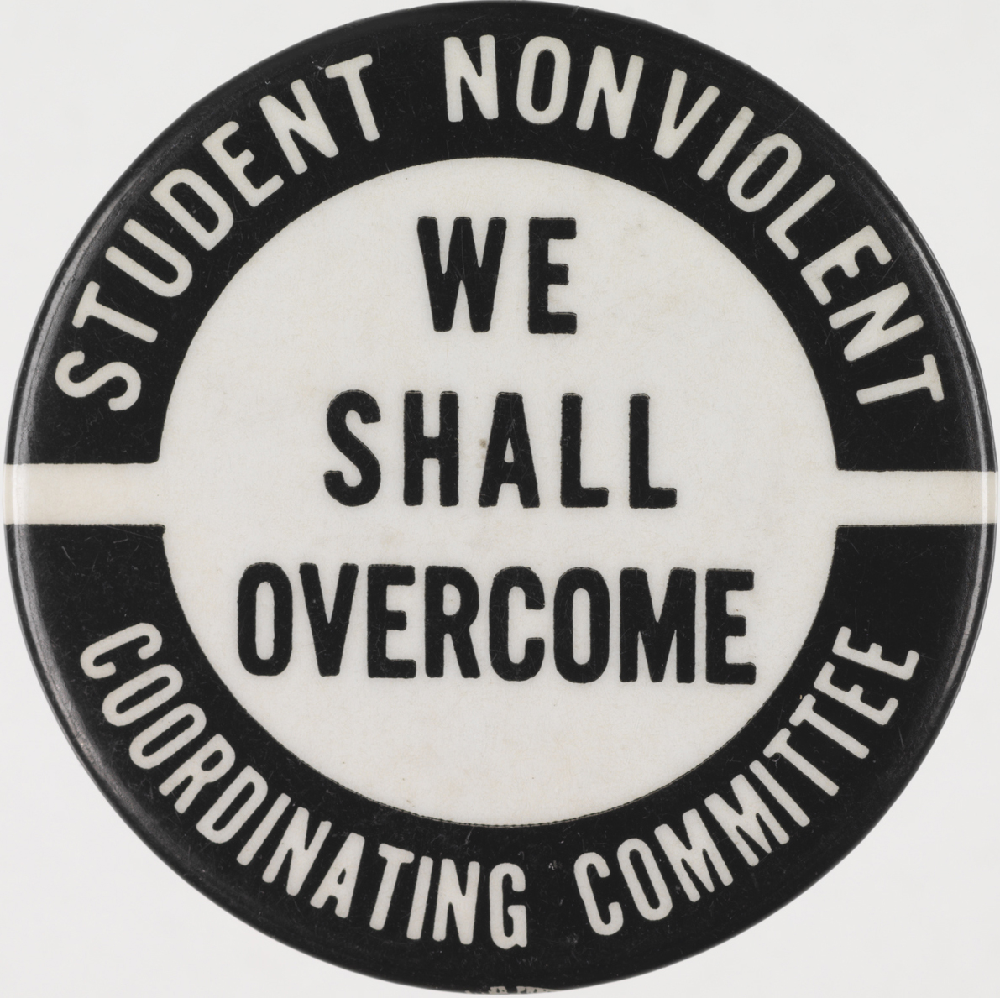 STUDENT NONVIOLENT
WE
SHALL
OVERCOME
COORDINATING COMMITTEE